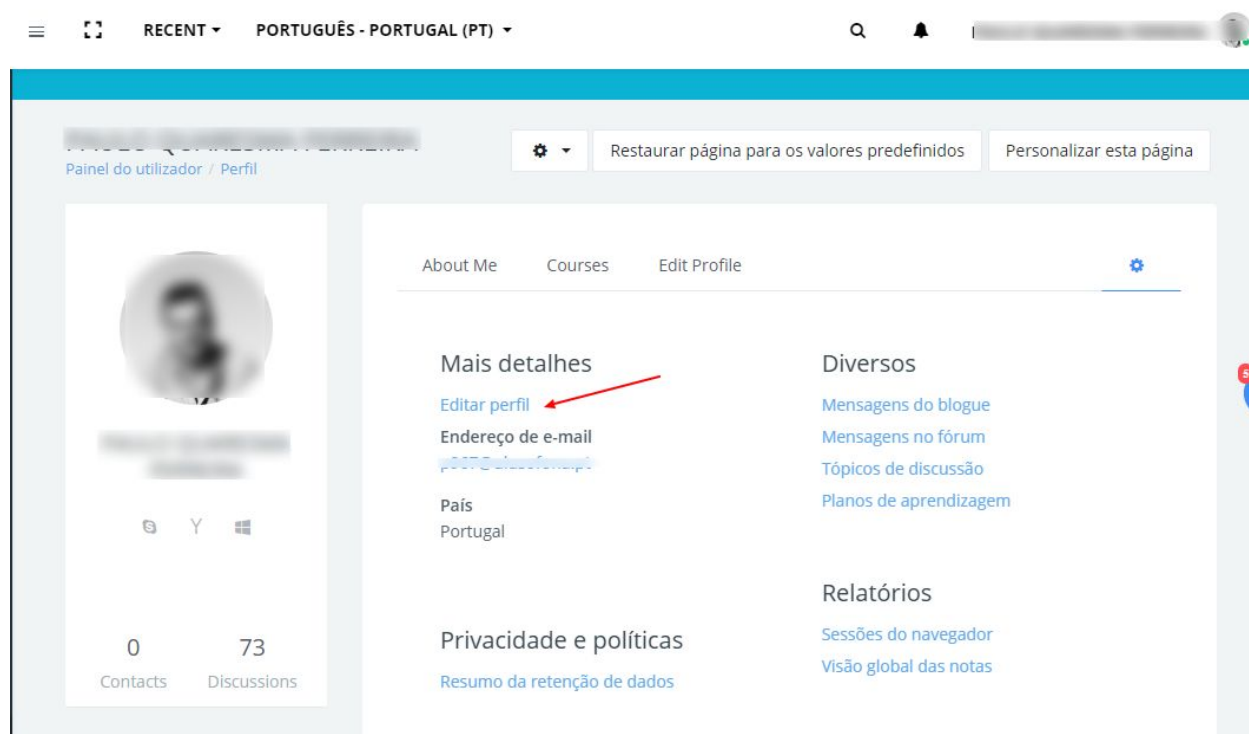 RECENT
PORTUGUÊS - PORTUGAL (PT)
Painel do utilizador / Perfil
Restaurar página para os valores predefinidos
Personalizar esta página
About Me
Courses
Edit Profile
Mais detalhes
Editar perfil
Endereço de e-mail
País
Portugal
Privacidade e políticas
Resumo da retenção de dados
Diversos
Mensagens do blogue
Mensagens no fórum
Tópicos de discussão
Planos de aprendizagem
Relatórios
Sessões do navegador
Visão global das notas
0
Contacts
73
Discussions
5